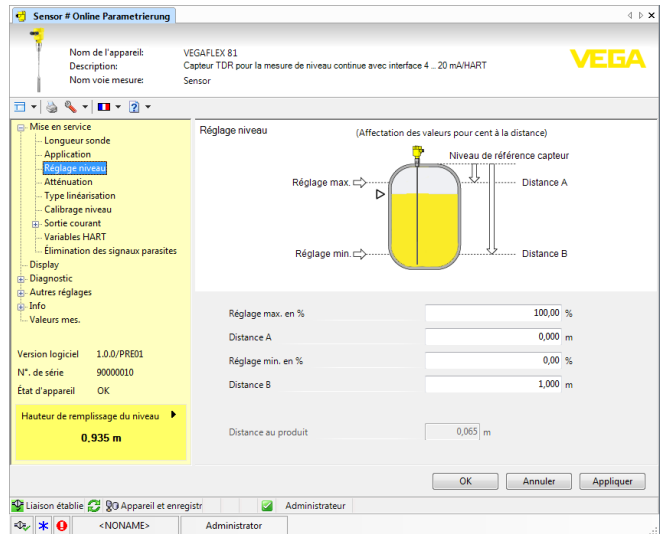 Sensor # Online Parametrierung
Nom de l'appareil: VEGAFLEX 81
Description: Capteur TDR pour la mesure de niveau continue avec interface 4 ... 20 mA/HART
Nom voie mesure: Sensor
VEGA
Mise en service
Longueur sonde
Application
Réglage niveau
Atténuation
Type linéarisation
Calibrage niveau
Sortie courant
Variables HART
Élimination des signaux parasites
Display
Diagnostic
Autres réglages
Info
Valeurs mes.
Version logiciel 1.0.0/PRE01
N°. de série 90000010
État d'appareil OK
Hauteur de remplissage du niveau
0,935 m
Réglage niveau
(Affectation des valeurs pour cent à la distance)
Niveau de référence capteur
Réglage max. Distance A
Réglage min. Distance B
Réglage max. en % 100,00 %
Distance A 0,000 m
Réglage min. en % 0,00 %
Distance B 1,000 m
Distance au produit 0,065 m
OK Annuler Appliquer
Liaison établie Appareil et enregistr Administrateur
<NONAME> Administrator